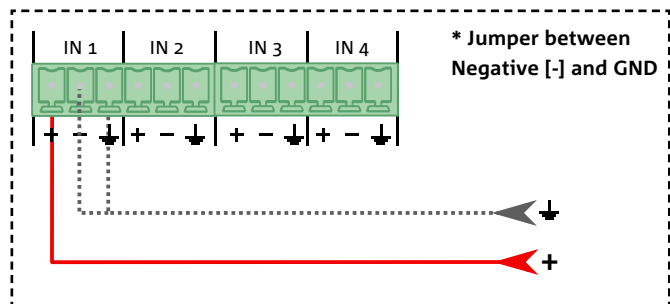 IN 1 IN 2 IN 3 IN 4
* Jumper between
Negative [-] and GND
+ − + − + − + −
+